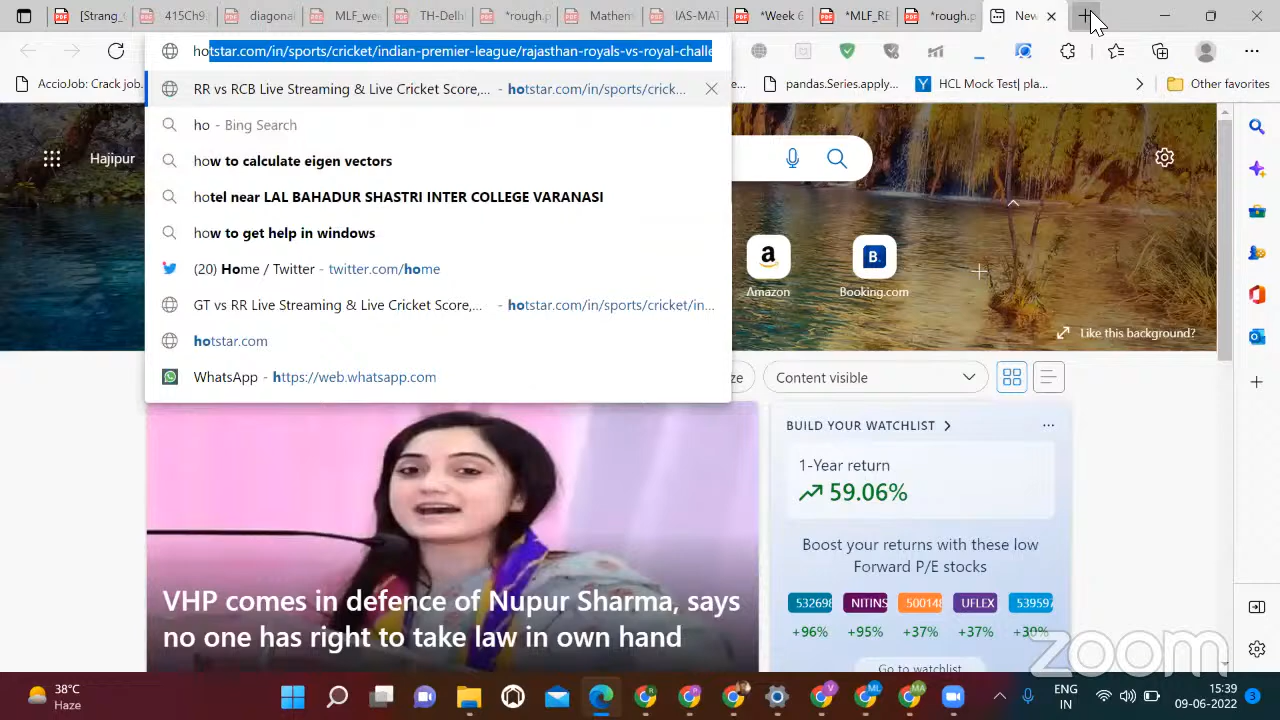 [Strang_
415Ch9
diagonal
MLF_we
TH-Delh
*rough.p
Mathem
IAS-MAT
Week 6
MLF_RE
rough.p
New
hotstar.com/in/sports/cricket/indian-premier-league/rajasthan-royals-vs-royal-challe
AccioJob: Crack job
pandas.Series.apply...
HCL Mock Test| pla...
Other favorites
RR vs RCB Live Streaming & Live Cricket Score,... - hotstar.com/in/sports/crick...
ho - Bing Search
how to calculate eigen vectors
hotel near LAL BAHADUR SHASTRI INTER COLLEGE VARANASI
how to get help in windows
(20) Home / Twitter - twitter.com/home
GT vs RR Live Streaming & Live Cricket Score,... - hotstar.com/in/sports/cricket/in...
hotstar.com
WhatsApp - https://web.whatsapp.com
Hajipur
Amazon
Booking.com
Like this background?
ze
Content visible
BUILD YOUR WATCHLIST
1-Year return
59.06%
Boost your returns with these low
Forward P/E stocks
532698 NITINS 500148 UFLEX 539597
+96% +95% +37% +37% +30%
Go to watchlist
VHP comes in defence of Nupur Sharma, says
no one has right to take law in own hand
zoom
38°C
Haze
ENG
IN
15:39
09-06-2022
3